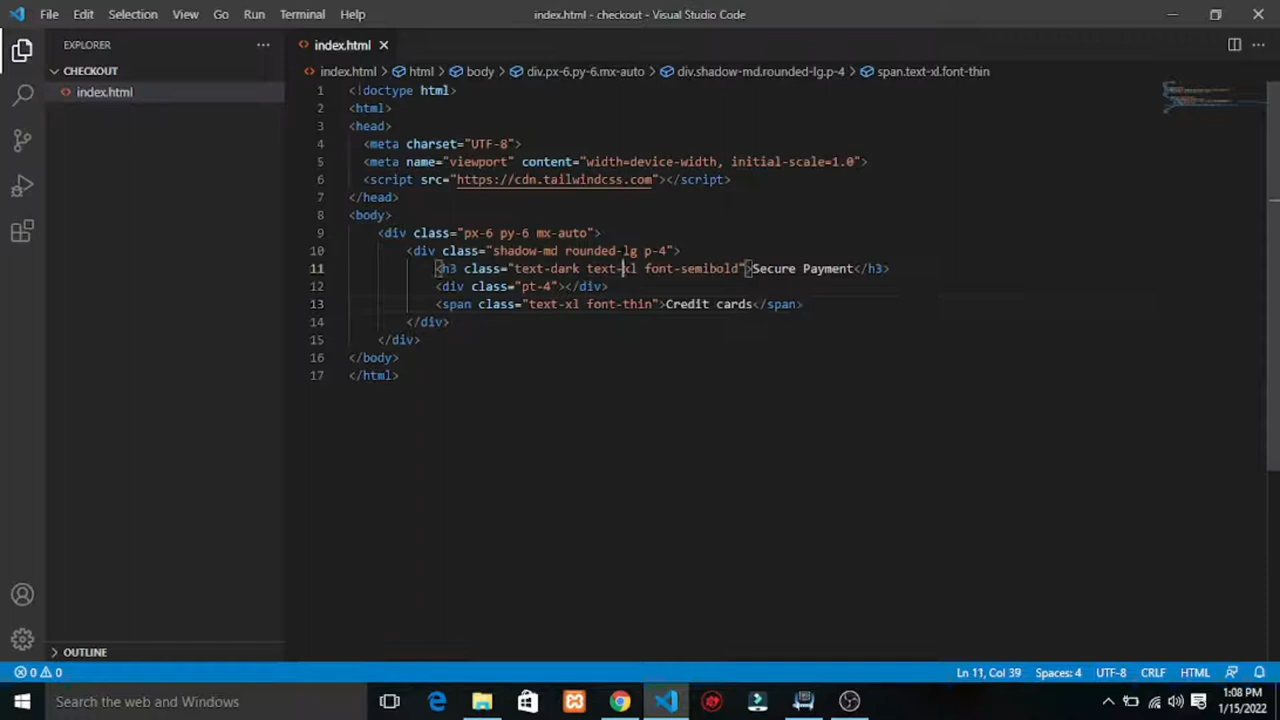 File Edit Selection View Go Run Terminal Help index.html - checkout - Visual Studio Code
EXPLORER
CHECKOUT
index.html
index.html
index.html > html > body > div.px-6.py-6.mx-auto > div.shadow-md.rounded-lg.p-4 > span.text-xl.font-thin
1 <!doctype html>
2 <html>
3 <head>
4 <meta charset="UTF-8">
5 <meta name="viewport" content="width=device-width, initial-scale=1.0">
6 <script src="https://cdn.tailwindcss.com"></script>
7 </head>
8 <body>
9 <div class="px-6 py-6 mx-auto">
10 <div class="shadow-md rounded-lg p-4">
11 <h3 class="text-dark text-xl font-semibold">Secure Payment</h3>
12 <div class="pt-4"></div>
13 <span class="text-xl font-thin">Credit cards</span>
14 </div>
15 </div>
16 </body>
17 </html>
OUTLINE
0 0 Ln 11, Col 39 Spaces: 4 UTF-8 CRLF HTML
Search the web and Windows
1:08 PM
1/15/2022